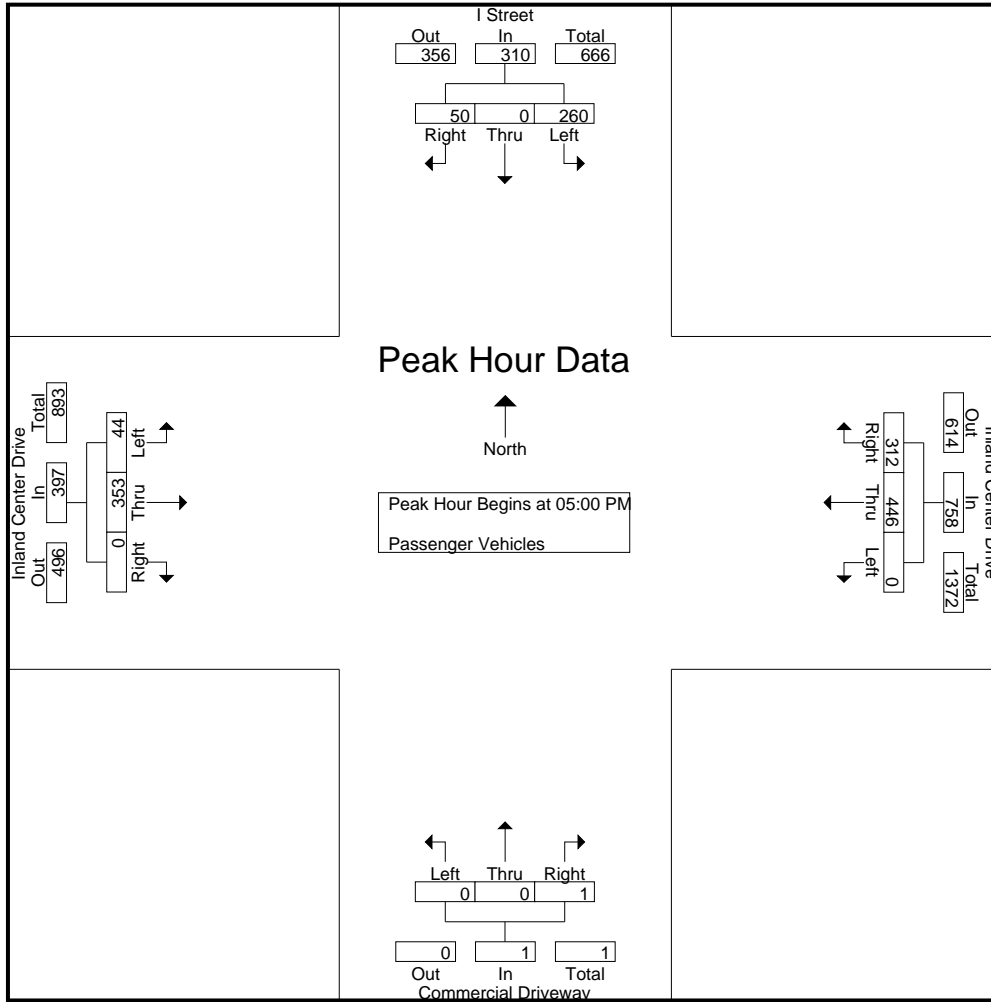 I Street
Out In Total
356 310 666
50 0 260
Right Thru Left
Peak Hour Data
North
Peak Hour Begins at 05:00 PM
Passenger Vehicles
Inland Center Drive
Total In Out
893 397 496
44 353 0
Left Thru Right
Inland Center Drive
Out In Total
614 758 1372
312 446 0
Right Thru Left
Left Thru Right
0 0 1
0 1 1
Out In Total
Commercial Driveway